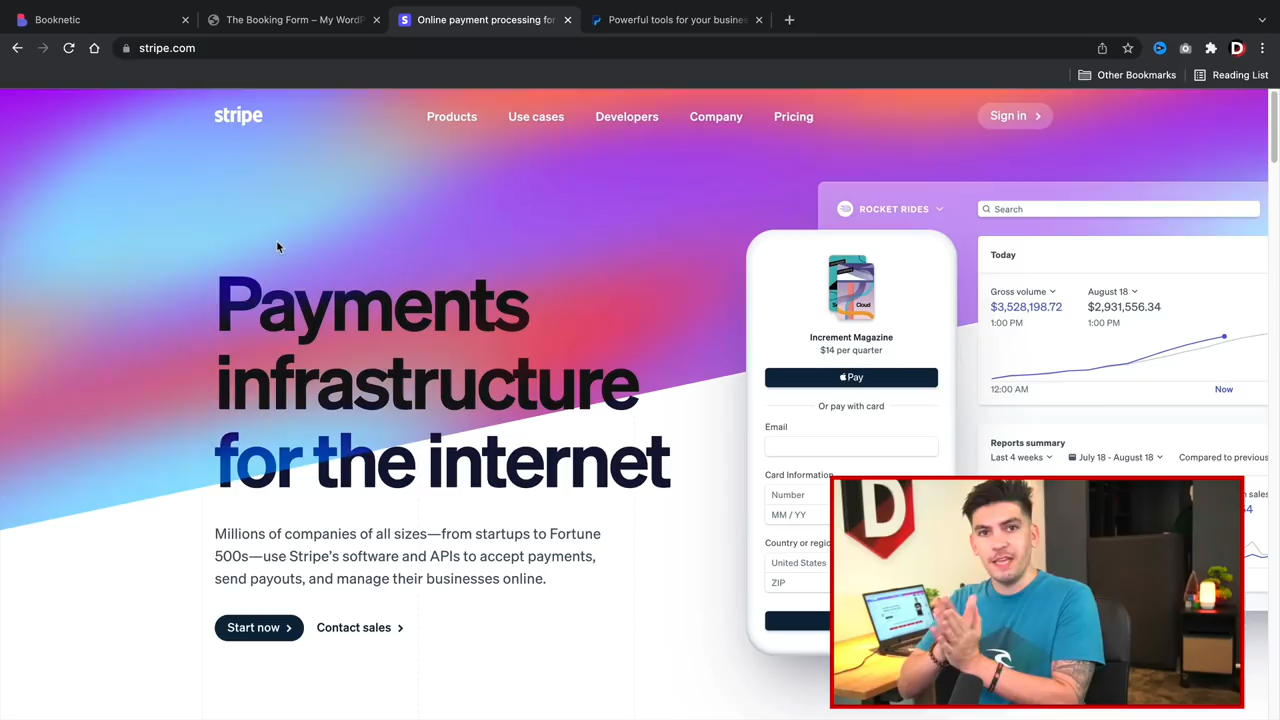 Booknetic
The Booking Form – My WordP
Online payment processing for
Powerful tools for your busine
stripe.com
Other Bookmarks
Reading List
stripe
Products
Use cases
Developers
Company
Pricing
Sign in
ROCKET RIDES
Search
Today
Gross volume
August 18
$3,528,198.72
$2,931,556.34
1:00 PM
1:00 PM
12:00 AM
Now
Payments
infrastructure
for the internet
Increment Magazine
$14 per quarter
Pay
Or pay with card
Email
Card Information
Number
MM / YY
Country or regio
United States
ZIP
Reports summary
Last 4 weeks
July 18 - August 18
Compared to previous
Millions of companies of all sizes—from startups to Fortune
500s—use Stripe’s software and APIs to accept payments,
send payouts, and manage their businesses online.
Start now
Contact sales
D